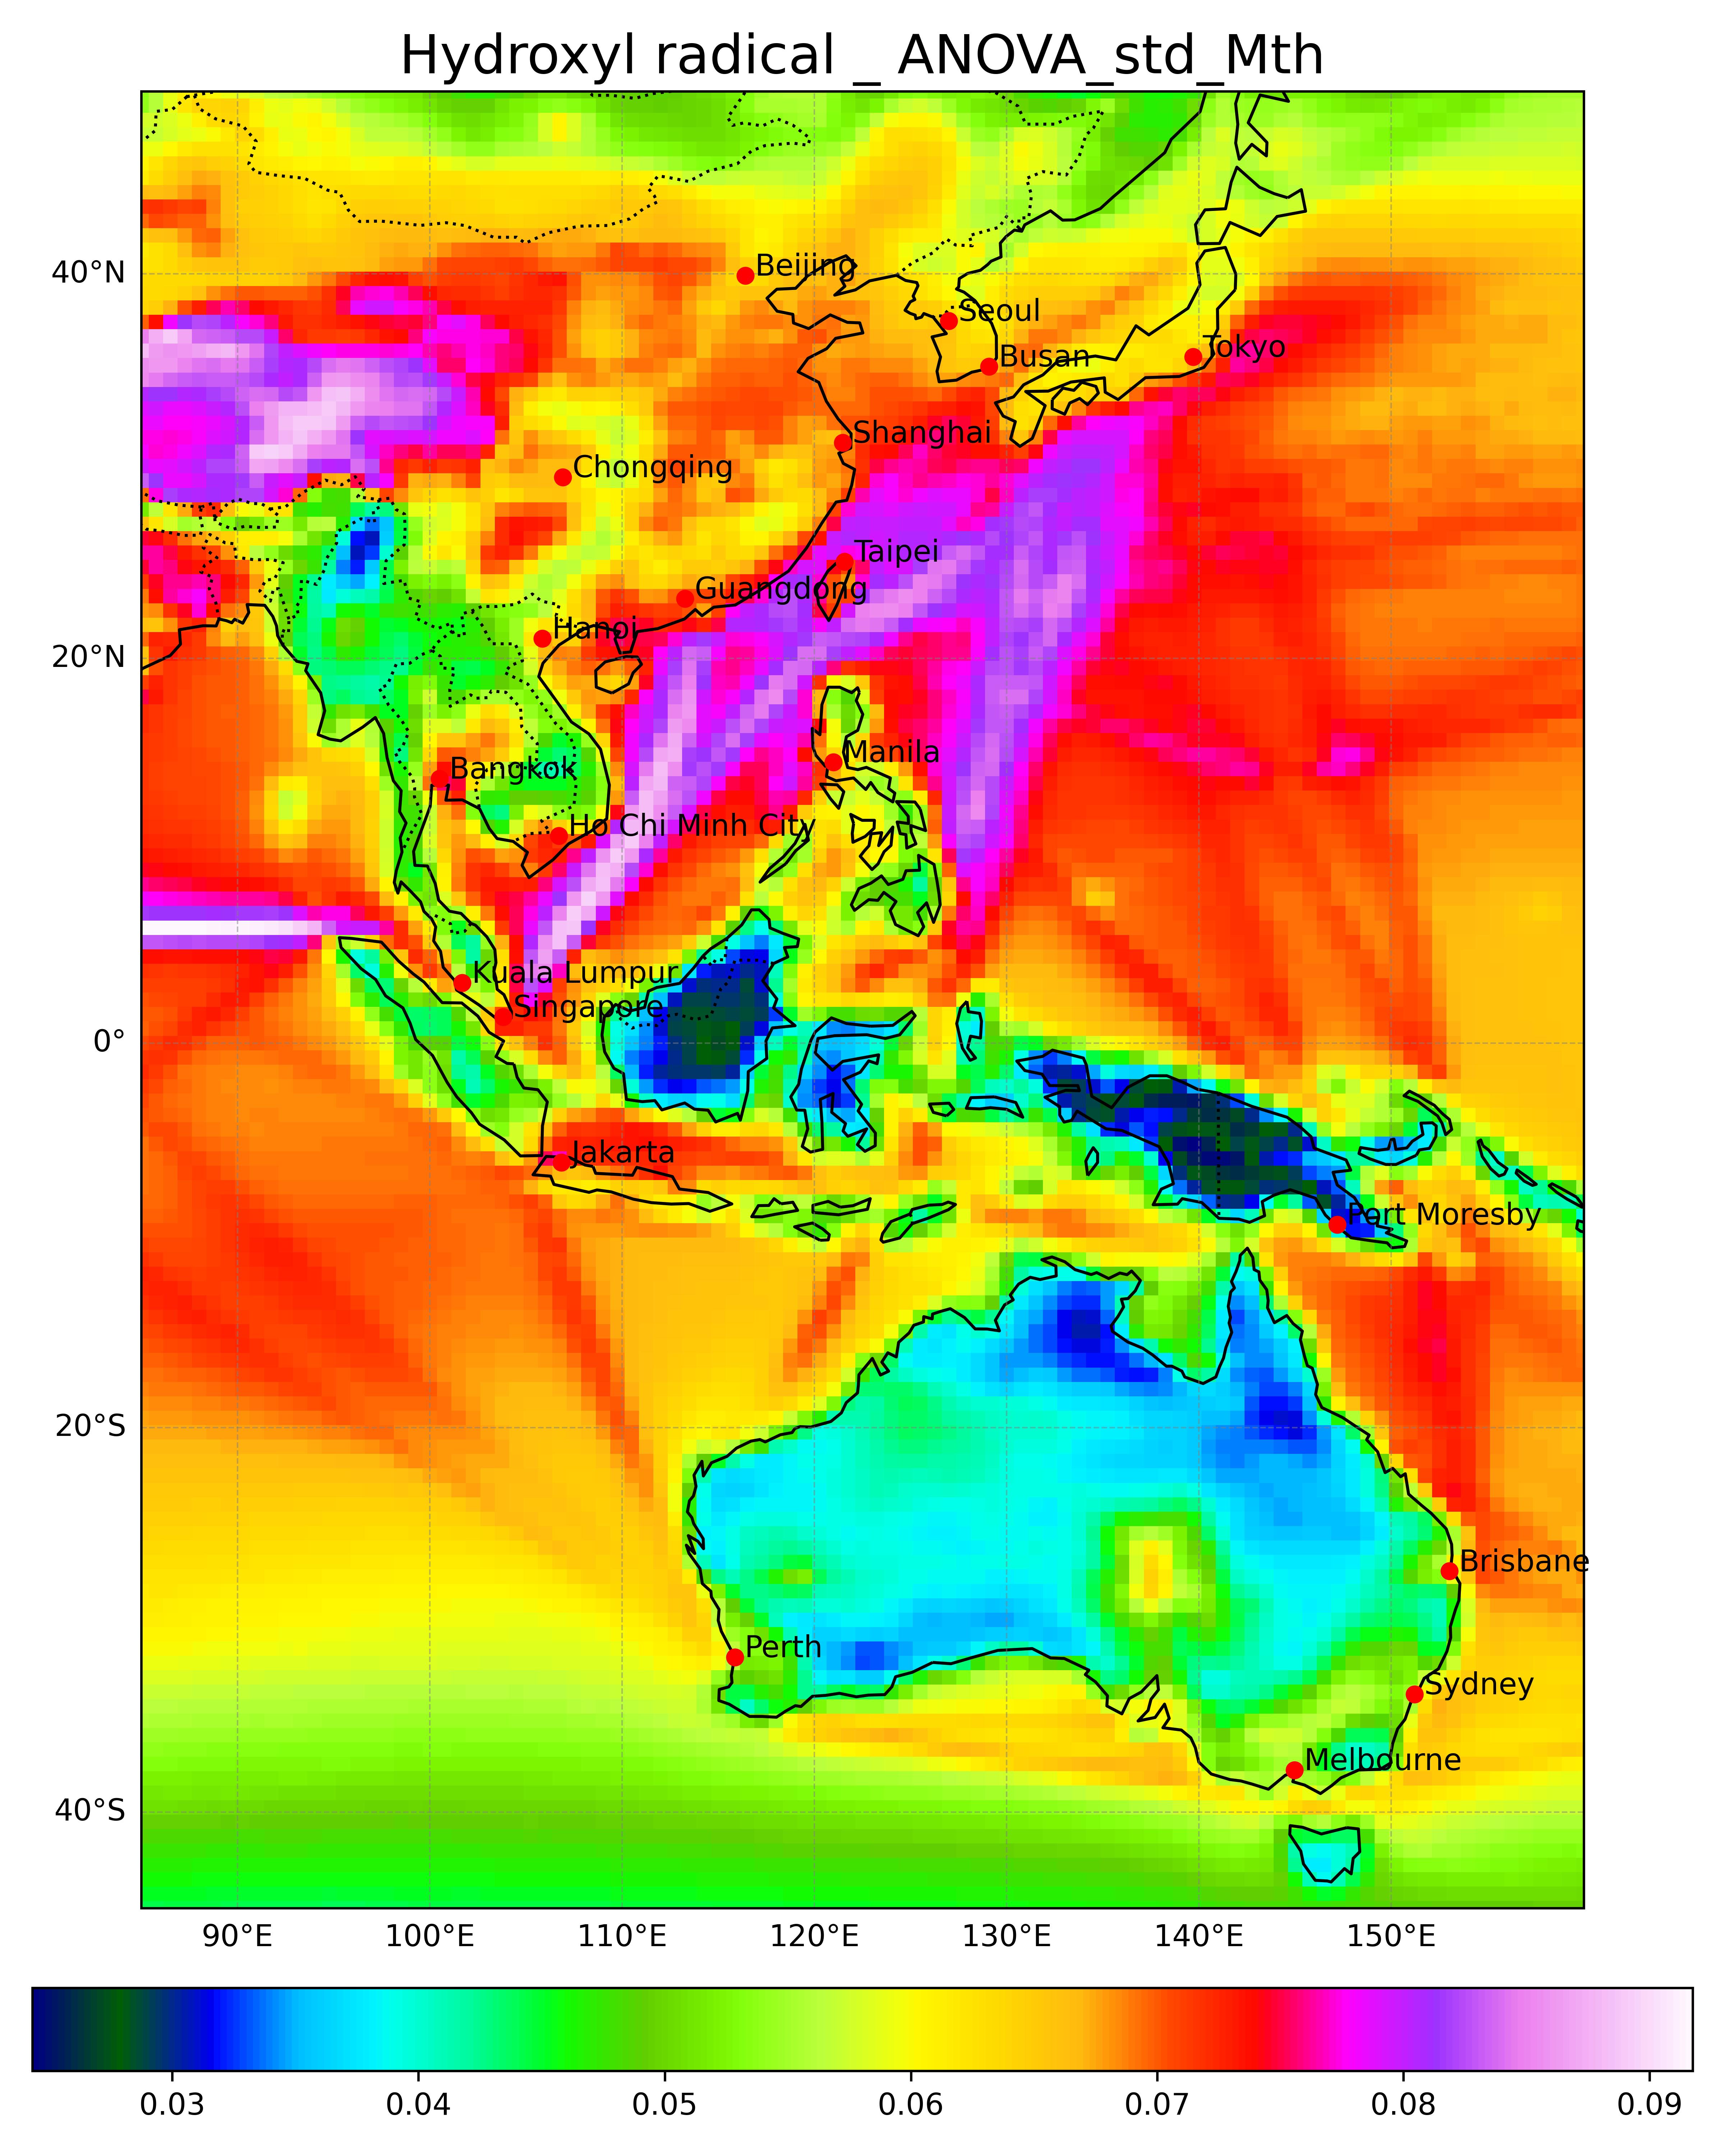 Hydroxyl radical _ ANOVA_std_Mth
40°N
20°N
0°
20°S
40°S
Beijing
Seoul
Busan
Tokyo
Shanghai
Chongqing
Taipei
Guangdong
Hanoi
Manila
Bangkok
Ho Chi Minh City
Kuala Lumpur
Singapore
Jakarta
Port Moresby
Brisbane
Perth
Sydney
Melbourne
90°E 100°E 110°E 120°E 130°E 140°E 150°E
0.03 0.04 0.05 0.06 0.07 0.08 0.09